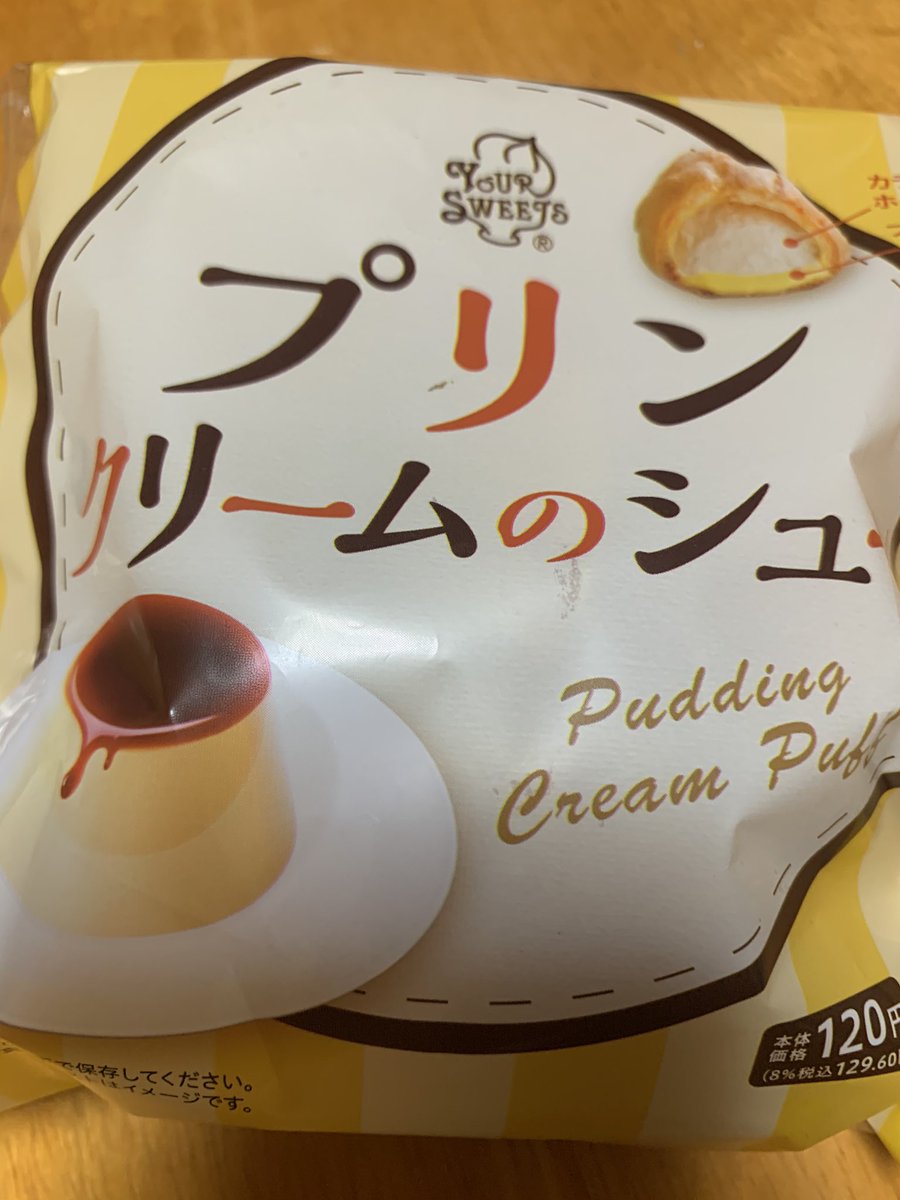 YOUR
SWEETS
®
カ
ホ
プリン
クリームのシュー
Pudding
Cream Puff
本体
価格 120円
(8%税込129.60
で保存してください。
はイメージです。